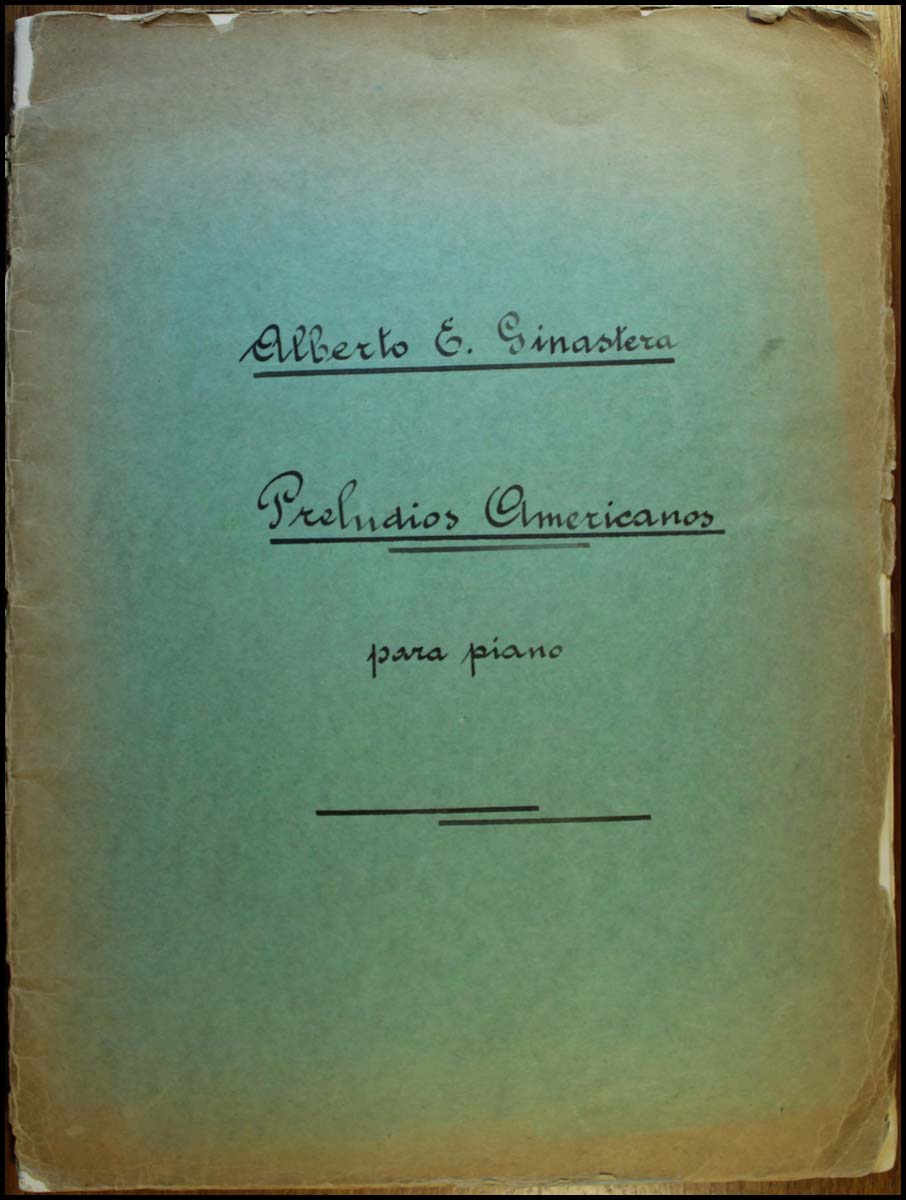 Alberto E. Ginastera
Preludios Americanos
para piano